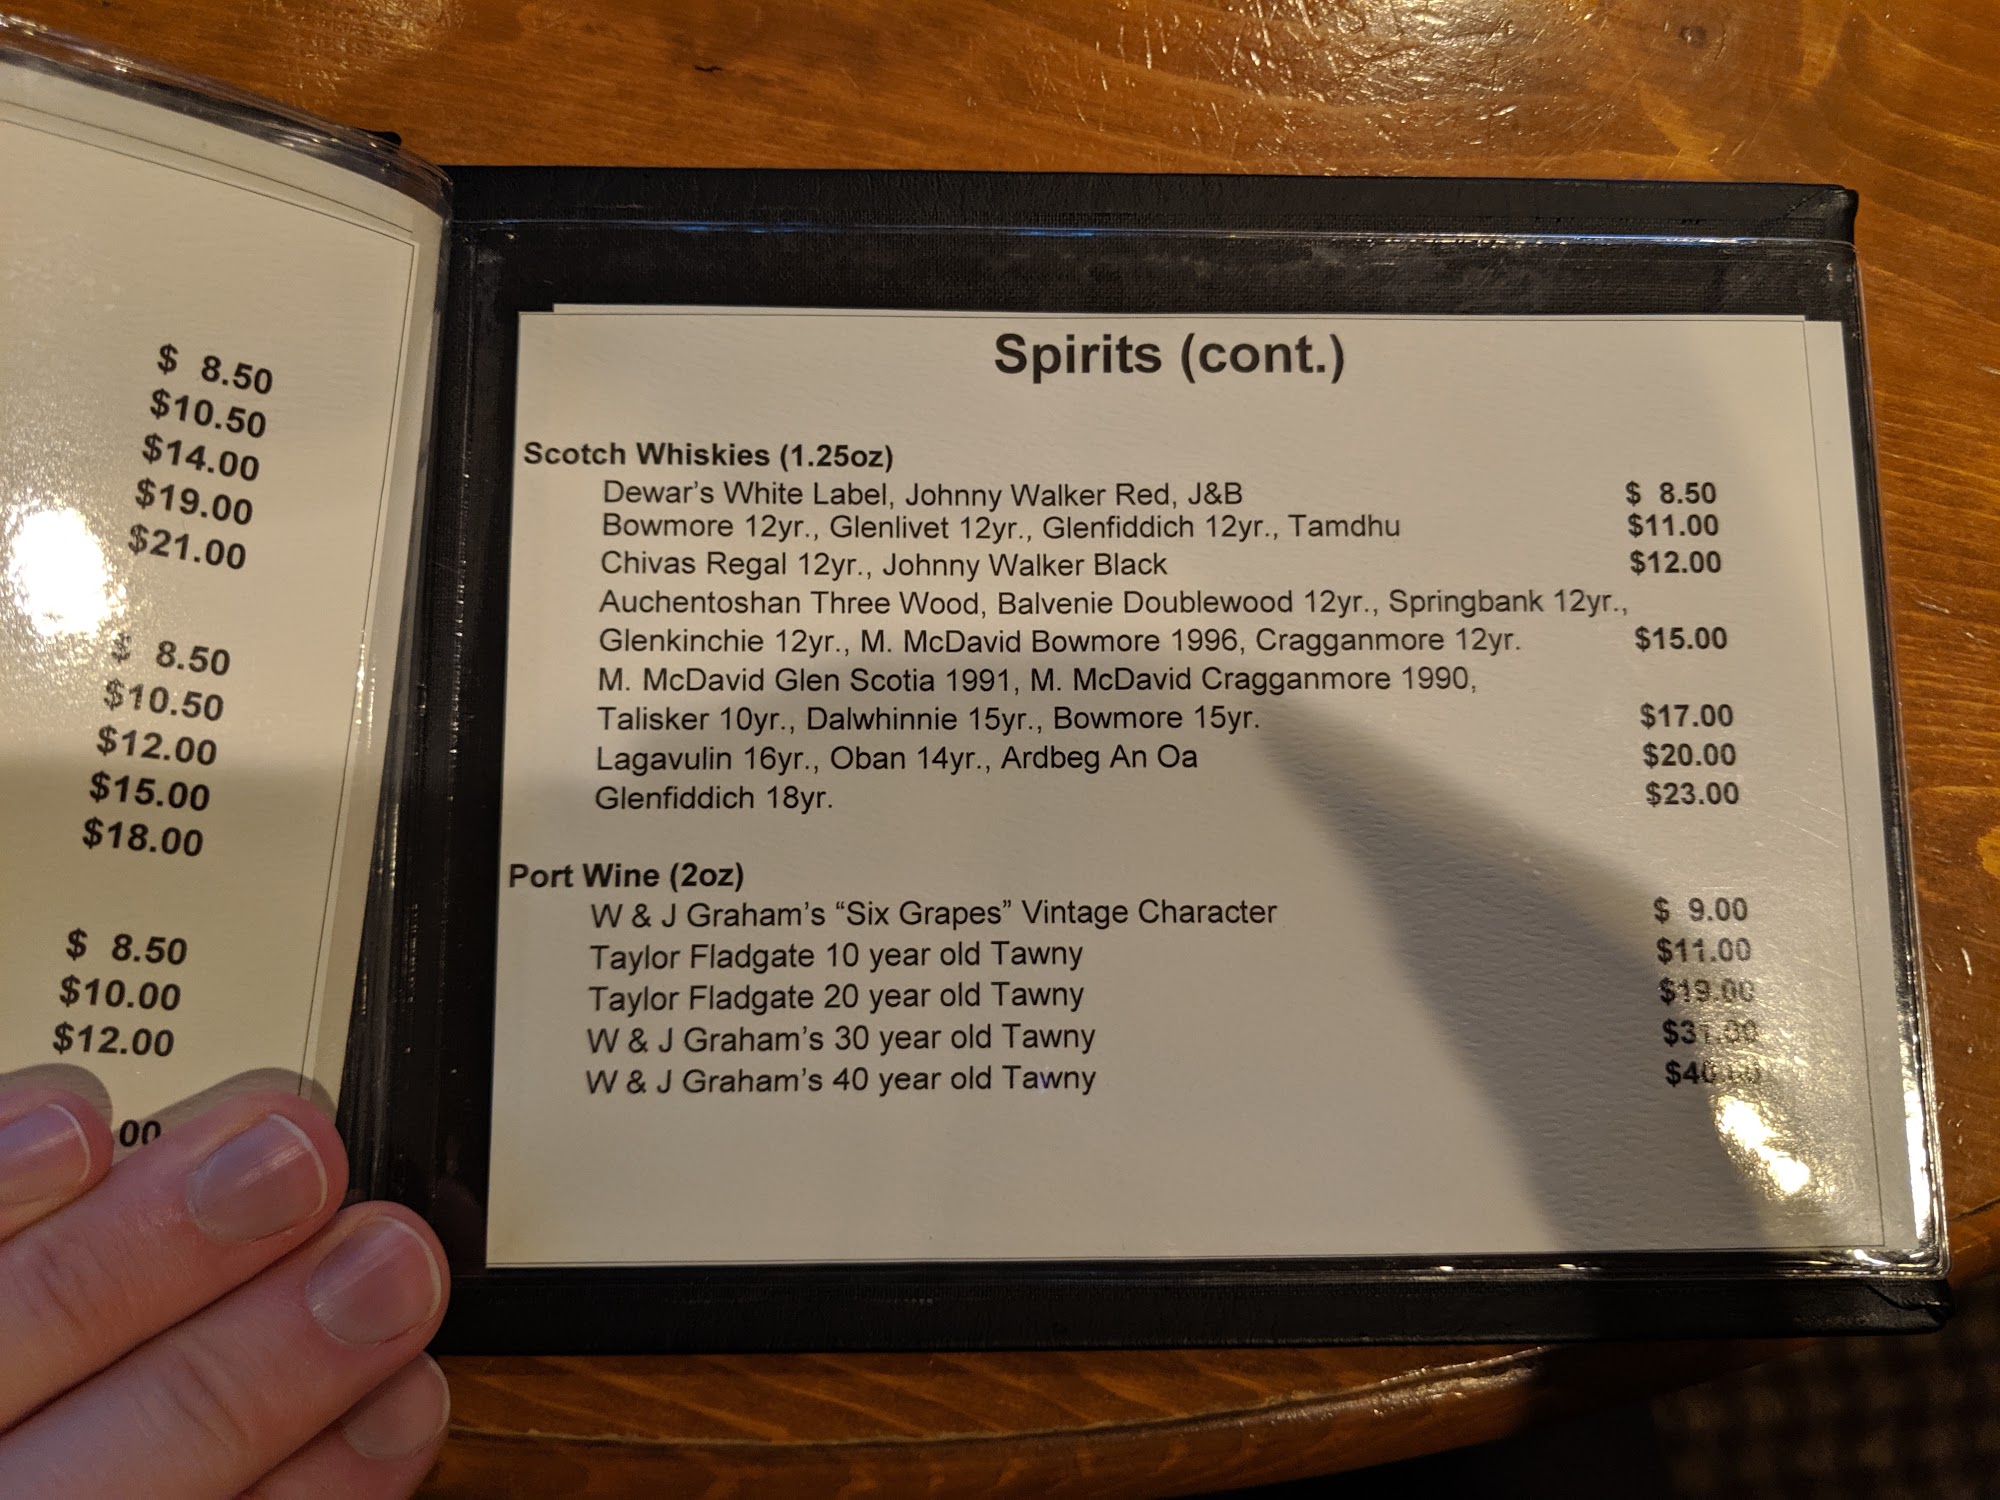 $ 8.50
$10.50
$14.00
$19.00
$21.00
$ 8.50
$10.50
$12.00
$15.00
$18.00
$ 8.50
$10.00
$12.00
00
Spirits (cont.)
Scotch Whiskies (1.25oz)
Dewar's White Label, Johnny Walker Red, J&B $ 8.50
Bowmore 12yr., Glenlivet 12yr., Glenfiddich 12yr., Tamdhu $11.00
Chivas Regal 12yr., Johnny Walker Black $12.00
Auchentoshan Three Wood, Balvenie Doublewood 12yr., Springbank 12yr.,
Glenkinchie 12yr., M. McDavid Bowmore 1996, Cragganmore 12yr. $15.00
M. McDavid Glen Scotia 1991, M. McDavid Cragganmore 1990,
Talisker 10yr., Dalwhinnie 15yr., Bowmore 15yr. $17.00
Lagavulin 16yr., Oban 14yr., Ardbeg An Oa $20.00
Glenfiddich 18yr. $23.00
Port Wine (2oz)
W & J Graham's “Six Grapes” Vintage Character $ 9.00
Taylor Fladgate 10 year old Tawny $11.00
Taylor Fladgate 20 year old Tawny $19.00
W & J Graham's 30 year old Tawny $31.00
W & J Graham's 40 year old Tawny $40.00